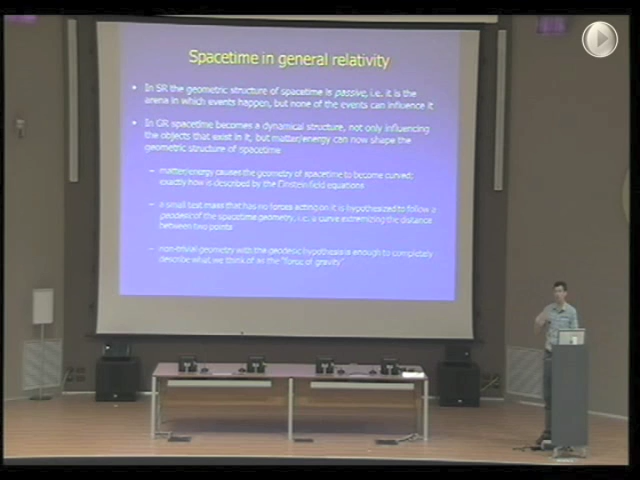 Spacetime in general relativity
• In SR the geometric structure of spacetime is passive, i.e. it is the
arena in which events happen, but none of the events can influence it
• In GR spacetime becomes a dynamical structure, not only influencing
the objects that exist in it, but matter/energy can now shape the
geometric structure of spacetime
– matter/energy causes the geometry of spacetime to become curved;
exactly how is described by the Einstein field equations
– a small test mass that has no forces acting on it is hypothesized to follow a
geodesic of the spacetime geometry, i.e. a curve extremizing the distance
between two points
– non-trivial geometry with the geodesic hypothesis is enough to completely
describe what we think of as the "force of gravity"